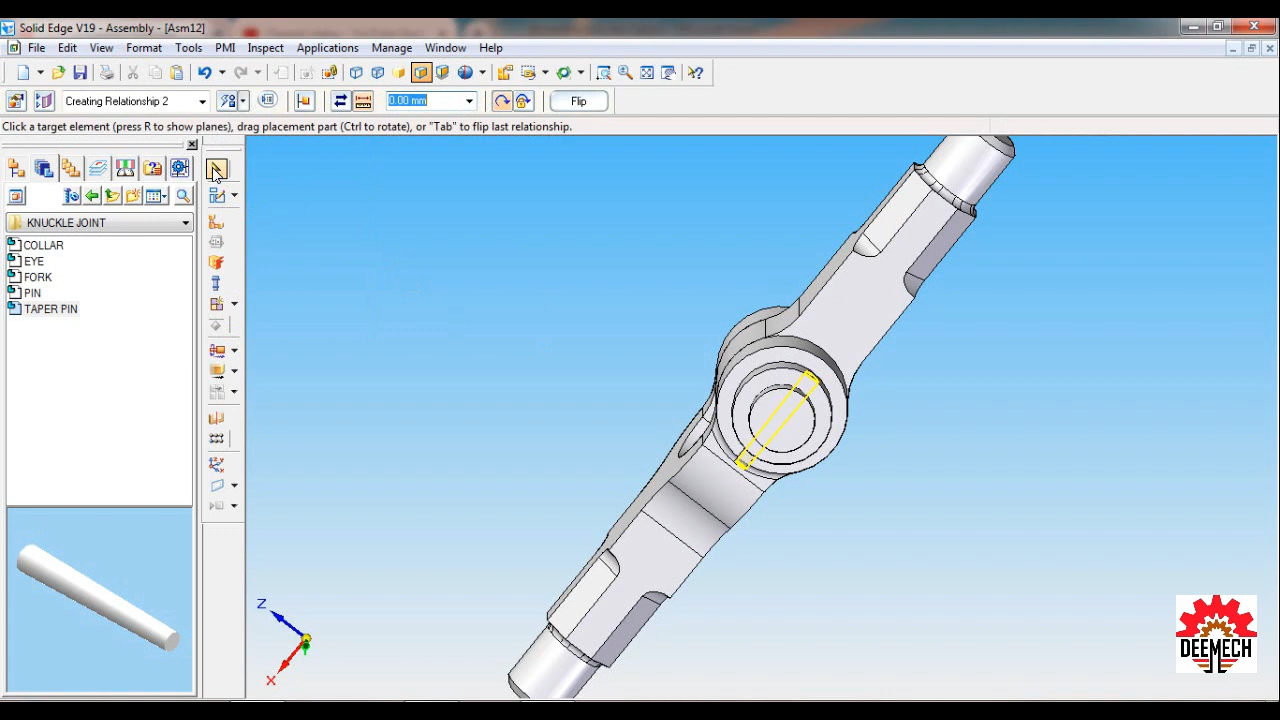 Solid Edge V19 - Assembly - [Asm12]
File Edit View Format Tools PMI Inspect Applications Manage Window Help
Creating Relationship 2 0.00 mm Flip
Click a target element (press R to show planes), drag placement part (Ctrl to rotate), or "Tab" to flip last relationship.
KNUCKLE JOINT
COLLAR
EYE
FORK
PIN
TAPER PIN
Z
X
DEEMECH